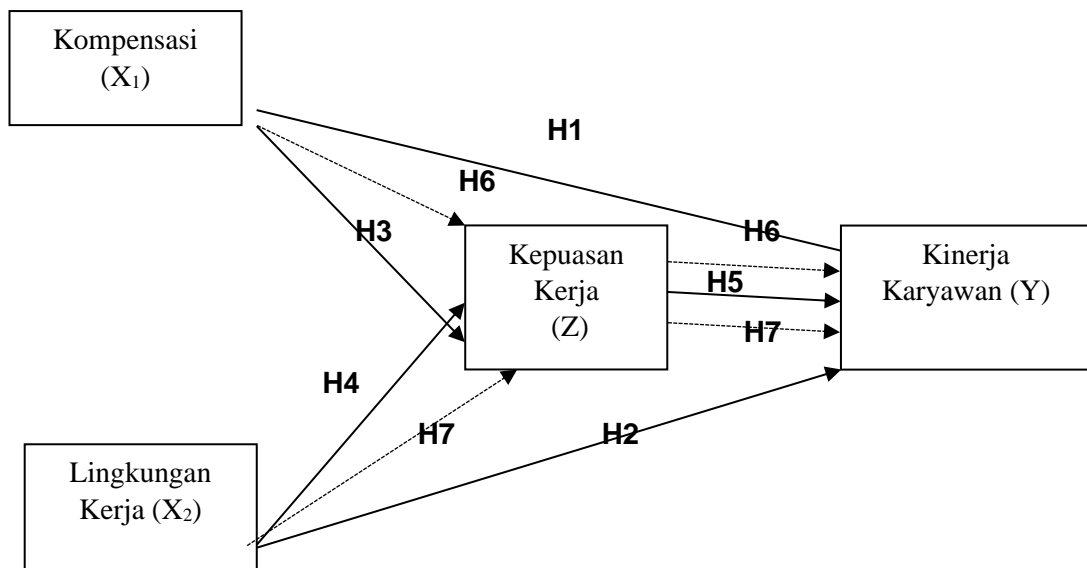 Kompensasi
(X₁)
H1
H6
H3
H6
Kepuasan
Kerja
(Z)
H5
Kinerja
Karyawan (Y)
H7
H4
H7
H2
Lingkungan
Kerja (X₂)